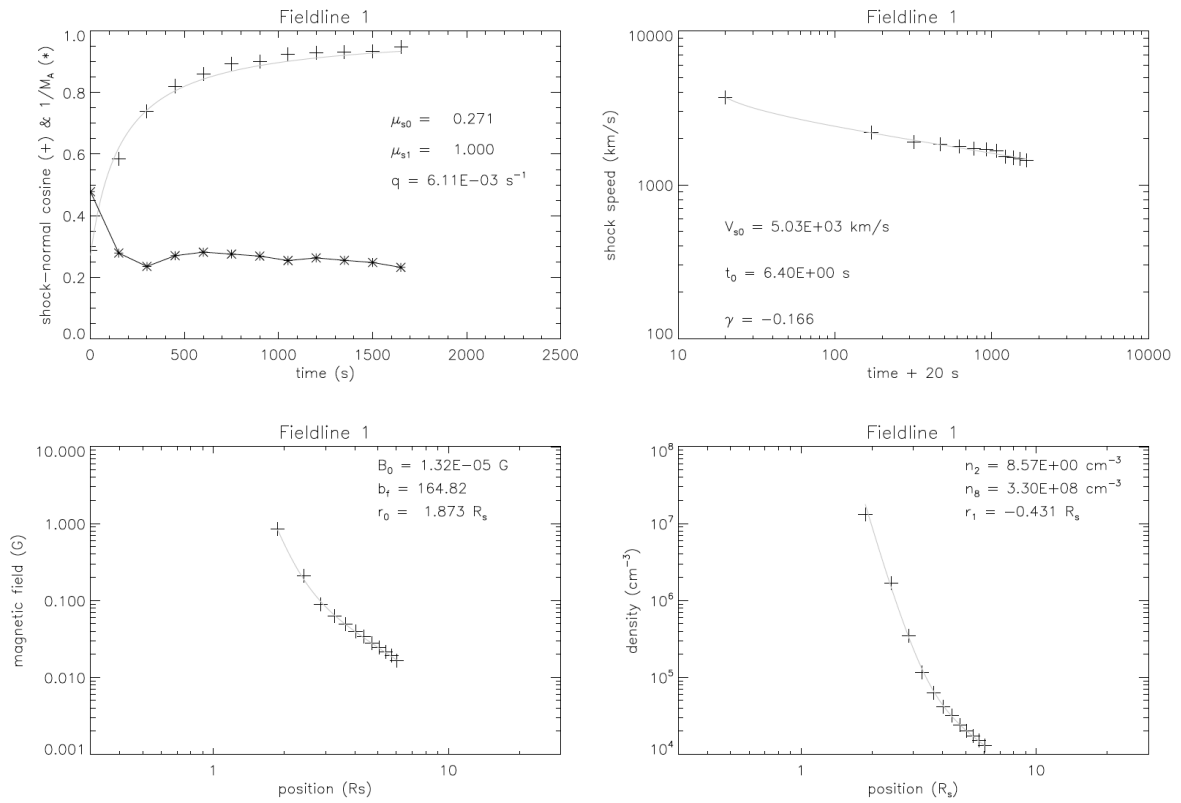 Fieldline 1
shock-normal cosine (+) & 1/M_A (*)
1.0
0.8
0.6
0.4
0.2
0.0
μ_s0 = 0.271
μ_s1 = 1.000
q = 6.11E-03 s^-1
0 500 1000 1500 2000 2500
time (s)
Fieldline 1
shock speed (km/s)
10000
1000
100
V_s0 = 5.03E+03 km/s
t_0 = 6.40E+00 s
γ = -0.166
10 100 1000 10000
time + 20 s
Fieldline 1
magnetic field (G)
10.000
1.000
0.100
0.010
0.001
B_0 = 1.32E-05 G
b_f = 164.82
r_0 = 1.873 R_s
1 10
position (Rs)
Fieldline 1
density (cm^-3)
10^8
10^7
10^6
10^5
10^4
n_2 = 8.57E+00 cm^-3
n_8 = 3.30E+08 cm^-3
r_1 = -0.431 R_s
1 10
position (R_s)